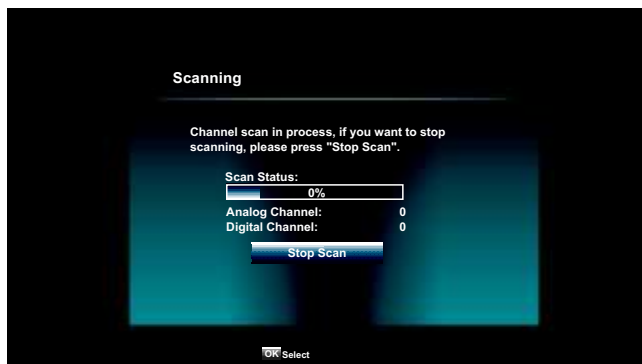 Scanning
Channel scan in process, if you want to stop
scanning, please press "Stop Scan".
Scan Status:
0%
Analog Channel: 0
Digital Channel: 0
Stop Scan
OK Select